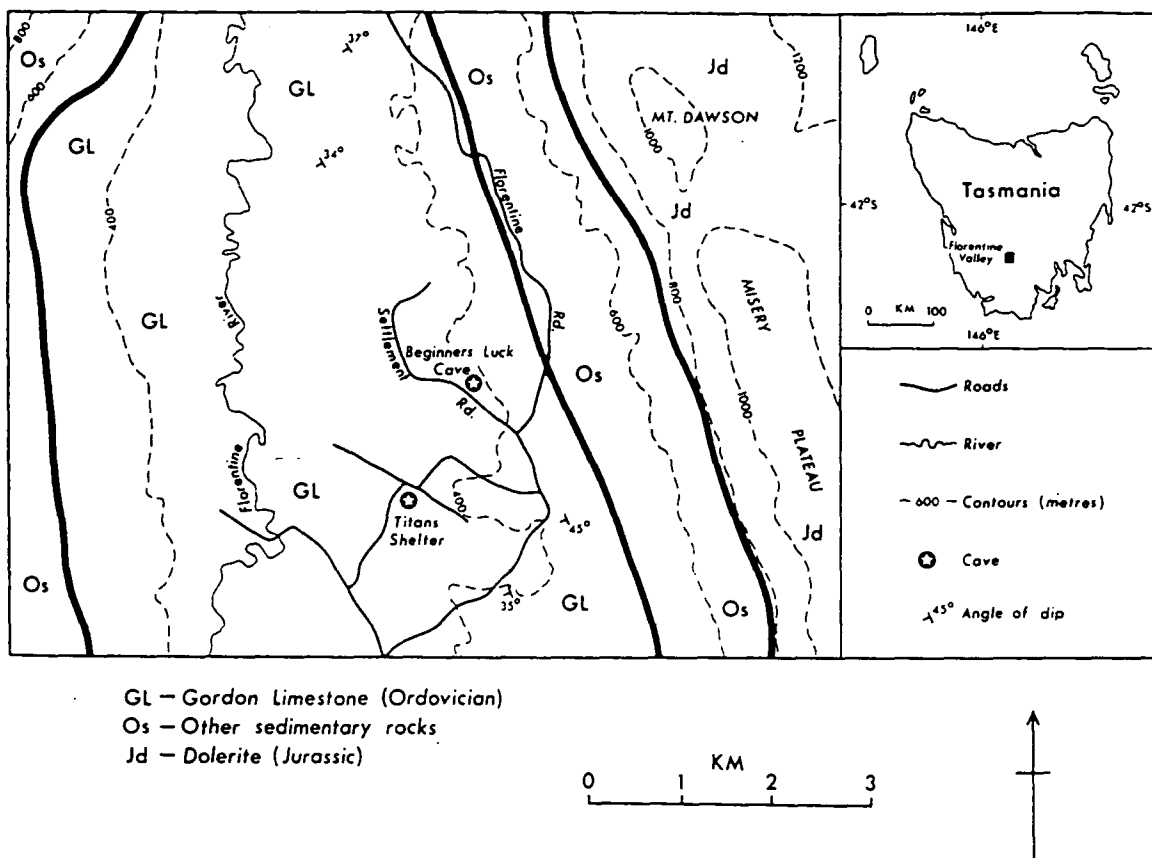 800
Os
600
GL
37°
GL
34°
Os
Jd
1200
MT. DAWSON
1000
Jd
Florentine
400
GL
River
Settlement
Beginners Luck
Cave
Rd.
Rd.
Os
600
800
MISERY
1000
PLATEAU
Jd
Florentine
GL
Titans
Shelter
400
45°
35°
GL
Os
Os
146°E
Tasmania
42°S
42°S
Florentine
Valley
0 KM 100
146°E
Roads
River
600 – Contours (metres)
Cave
45° Angle of dip
GL – Gordon Limestone (Ordovician)
Os – Other sedimentary rocks
Jd – Dolerite (Jurassic)
KM
0 1 2 3